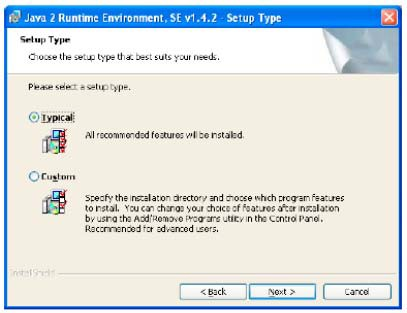 Java 2 Runtime Environment, SE v1.4.2 - Setup Type
Setup Type
Choose the setup type that best suits your needs.
Please select a setup type.
Typical
All recommended features will be installed.
Custom
Specify the installation directory and choose which program features
to install. You can change your choice of features after installation
by using the Add/Remove Programs utility in the Control Panel.
Recommended for advanced users.
InstallShield
< Back
Next >
Cancel